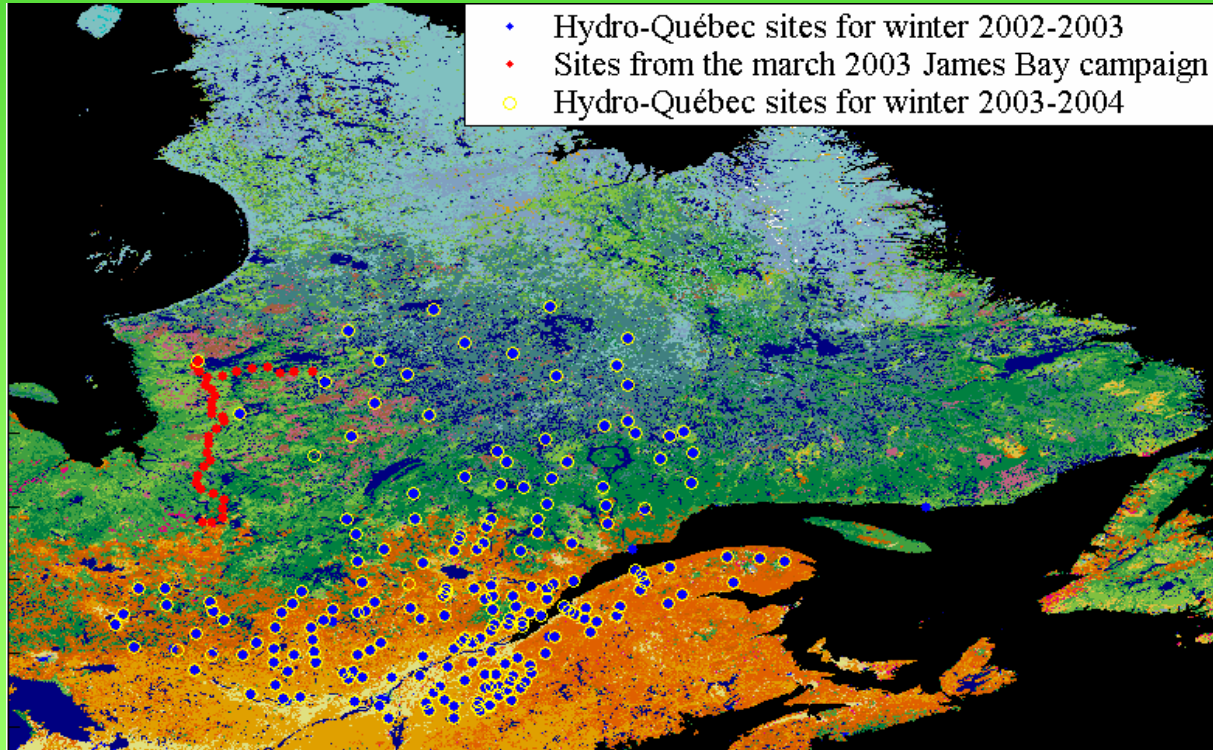 Hydro-Québec sites for winter 2002-2003
Sites from the march 2003 James Bay campaign
Hydro-Québec sites for winter 2003-2004